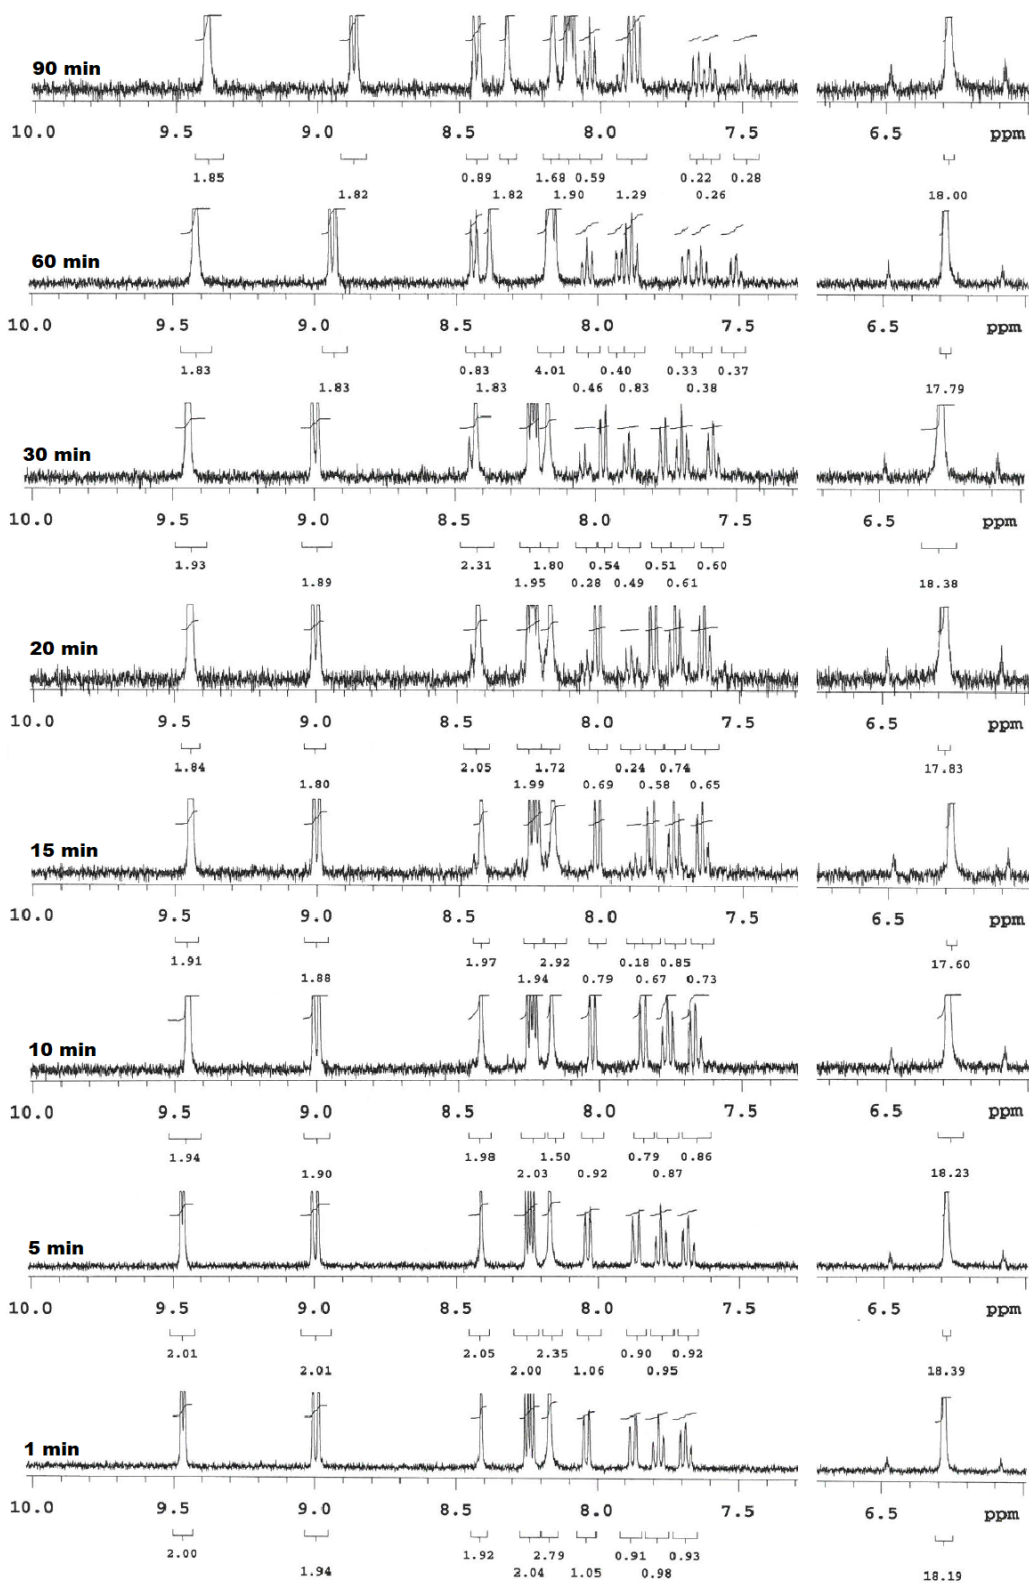 90 min
10.0 9.5 9.0 8.5 8.0 7.5 6.5 ppm
1.85 0.89 1.68 0.59 0.22 0.28
1.82 1.82 1.90 1.29 0.26 18.00
60 min
10.0 9.5 9.0 8.5 8.0 7.5 6.5 ppm
1.83 0.83 4.01 0.40 0.33 0.37
1.83 1.83 0.46 0.83 0.38 17.79
30 min
10.0 9.5 9.0 8.5 8.0 7.5 6.5 ppm
1.93 2.31 1.80 0.54 0.51 0.60
1.89 1.95 0.28 0.49 0.61 18.38
20 min
10.0 9.5 9.0 8.5 8.0 7.5 6.5 ppm
1.84 2.05 1.72 0.24 0.74
1.80 1.99 0.69 0.58 0.65 17.83
15 min
10.0 9.5 9.0 8.5 8.0 7.5 6.5 ppm
1.91 1.97 2.92 0.18 0.85
1.88 1.94 0.79 0.67 0.73 17.60
10 min
10.0 9.5 9.0 8.5 8.0 7.5 6.5 ppm
1.94 1.98 1.50 0.79 0.86
1.90 2.03 0.92 0.87 18.23
5 min
10.0 9.5 9.0 8.5 8.0 7.5 6.5 ppm
2.01 2.05 2.35 0.90 0.92
2.01 2.00 1.06 0.95 18.39
1 min
10.0 9.5 9.0 8.5 8.0 7.5 6.5 ppm
2.00 1.92 2.79 0.91 0.93
1.94 2.04 1.05 0.98 18.19